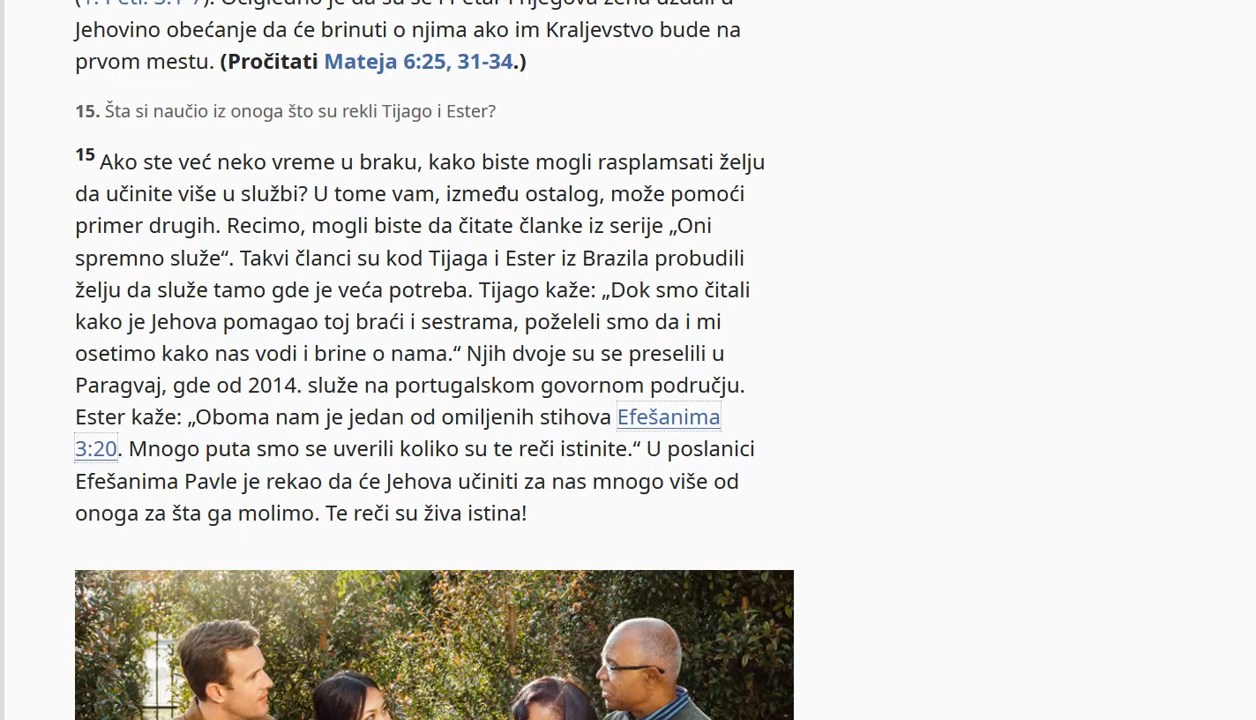 Jehovino obećanje da će brinuti o njima ako im Kraljevstvo bude na
prvom mestu. (Pročitati Mateja 6:25, 31-34.)
15. Šta si naučio iz onoga što su rekli Tijago i Ester?
15 Ako ste već neko vreme u braku, kako biste mogli rasplamsati želju
da učinite više u službi? U tome vam, između ostalog, može pomoći
primer drugih. Recimo, mogli biste da čitate članke iz serije „Oni
spremno služe“. Takvi članci su kod Tijaga i Ester iz Brazila probudili
želju da služe tamo gde je veća potreba. Tijago kaže: „Dok smo čitali
kako je Jehova pomagao toj braći i sestrama, poželeli smo da i mi
osetimo kako nas vodi i brine o nama.“ Njih dvoje su se preselili u
Paragvaj, gde od 2014. služe na portugalskom govornom području.
Ester kaže: „Oboma nam je jedan od omiljenih stihova Efešanima
3:20. Mnogo puta smo se uverili koliko su te reči istinite.“ U poslanici
Efešanima Pavle je rekao da će Jehova učiniti za nas mnogo više od
onoga za šta ga molimo. Te reči su živa istina!